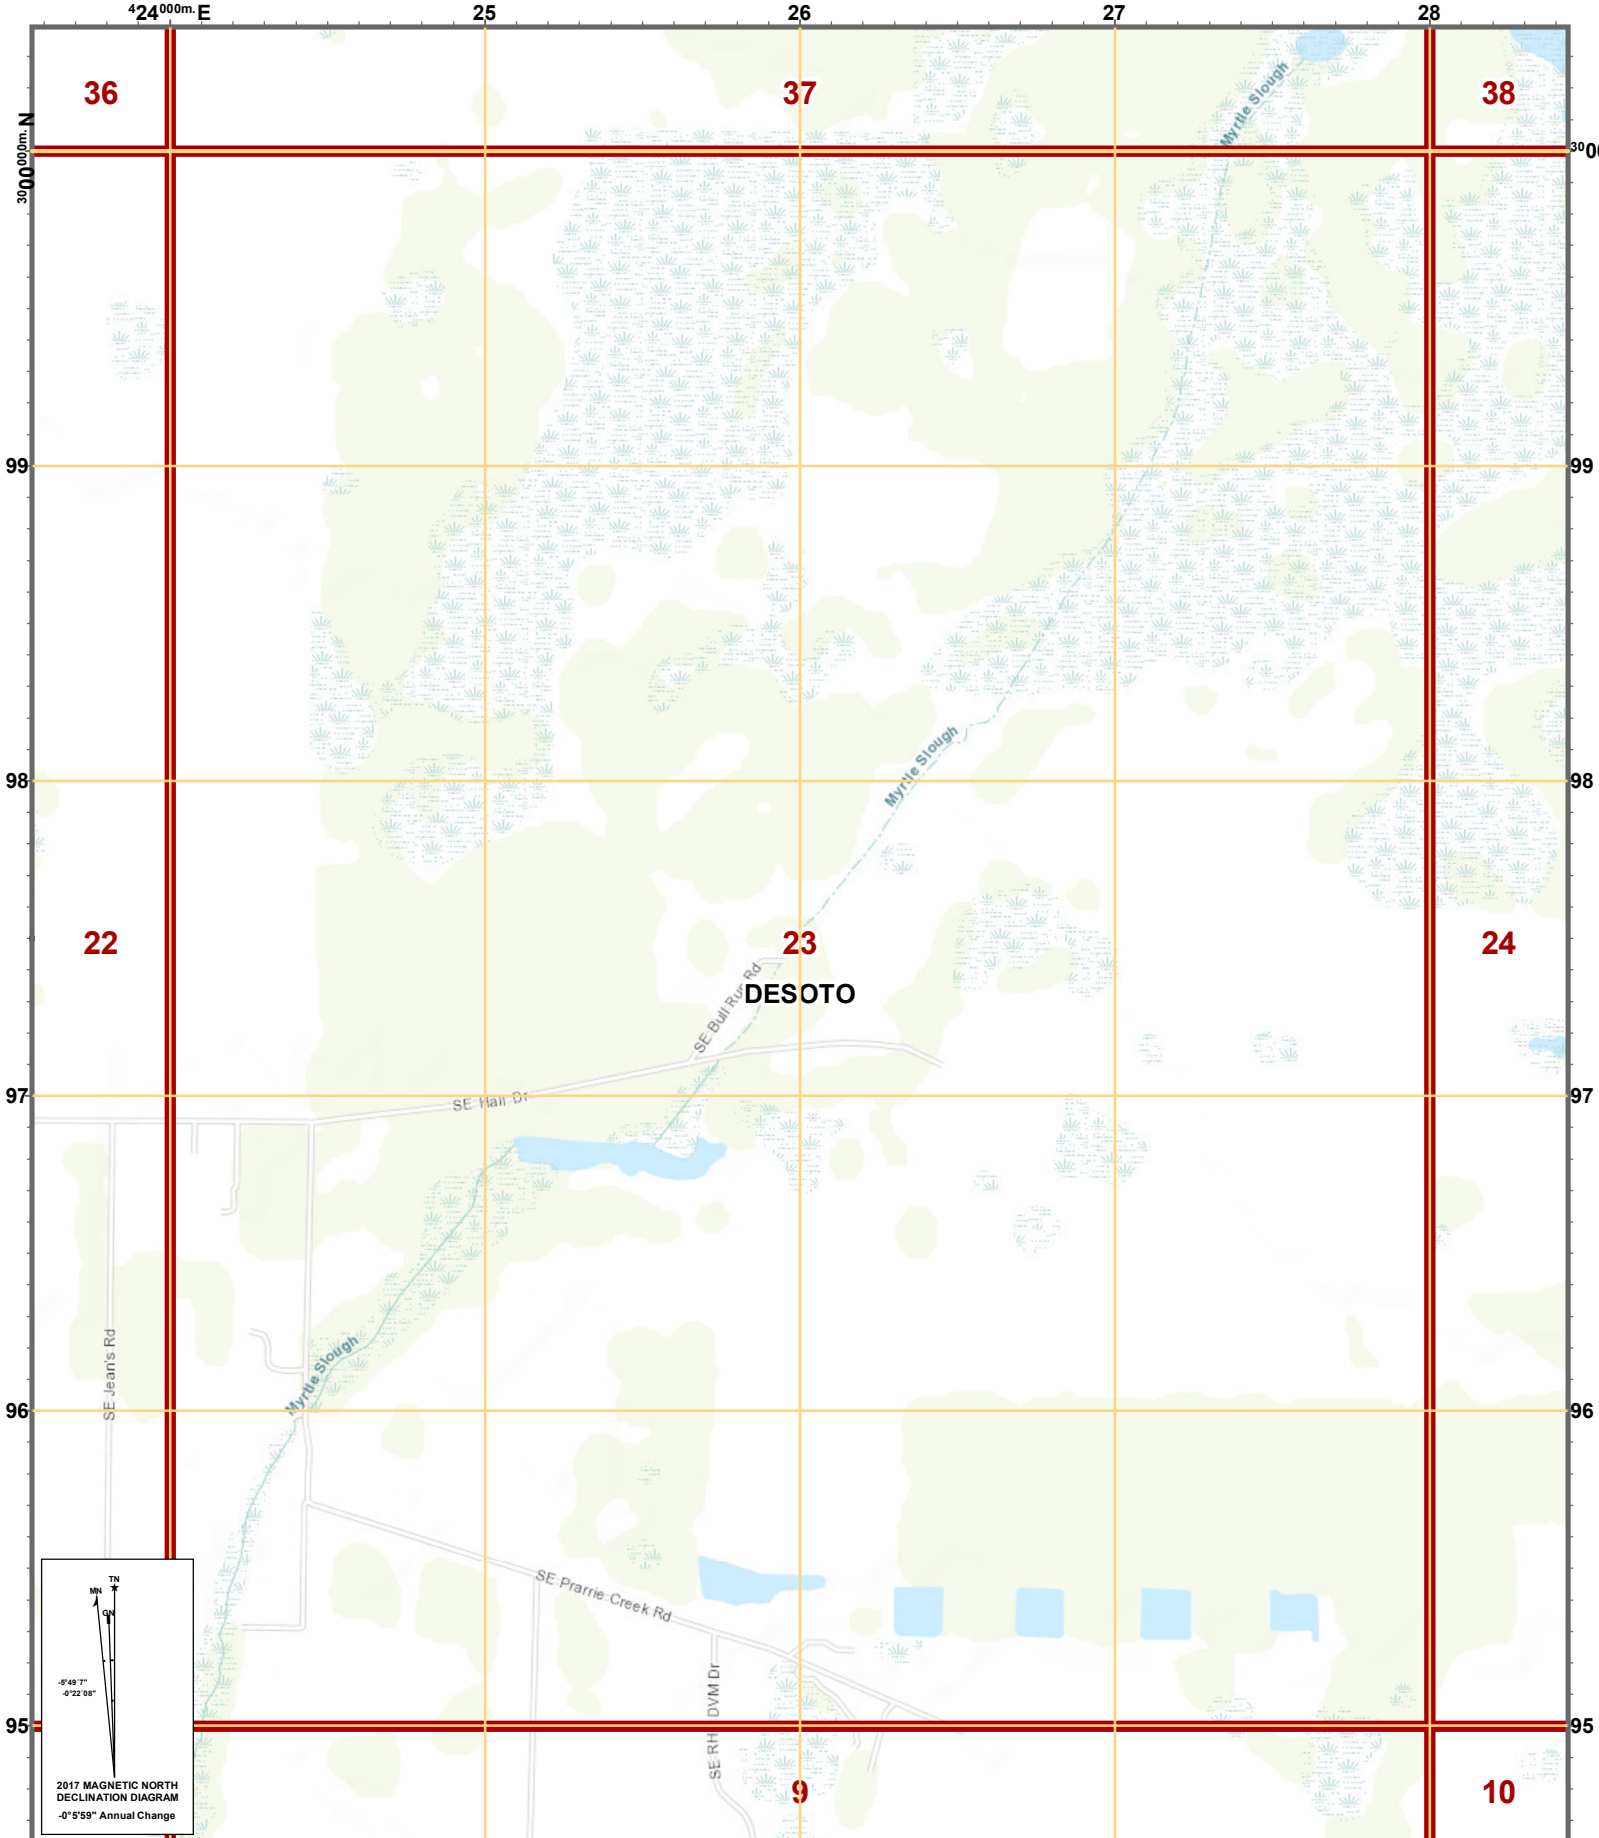 424000m. E
25
26
27
28
36
37
38
Myrtle Slough
3000000m. N
99
99
Myrtle Slough
98
98
22
23
24
SE Bull Run Rd
DESOTO
97
SE Hall Dr
97
SE Jean's Rd
Myrtle Slough
96
96
SE Prarrie Creek Rd
TN
MN
GN
-5°49'7"
-0°22'08"
SE RHI DVM Dr
95
95
2017 MAGNETIC NORTH
DECLINATION DIAGRAM
-0°5'59" Annual Change
9
10